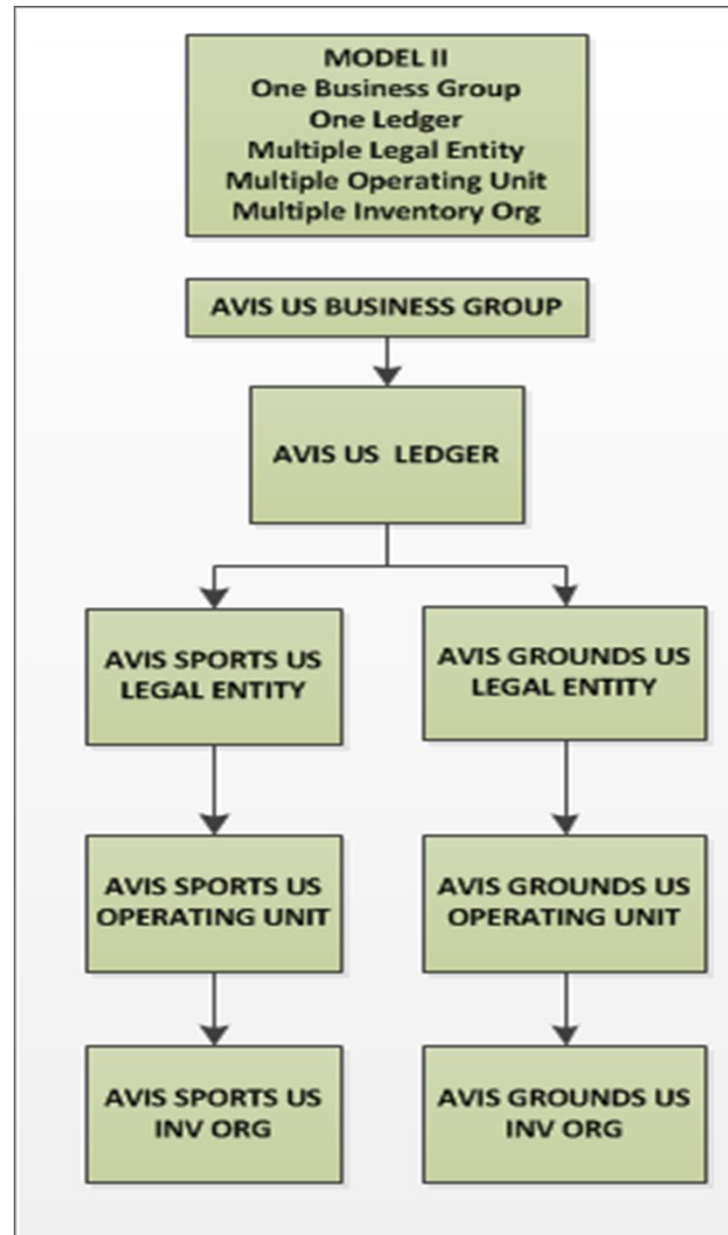 MODEL II
One Business Group
One Ledger
Multiple Legal Entity
Multiple Operating Unit
Multiple Inventory Org
AVIS US BUSINESS GROUP
AVIS US LEDGER
AVIS SPORTS US
LEGAL ENTITY
AVIS GROUNDS US
LEGAL ENTITY
AVIS SPORTS US
OPERATING UNIT
AVIS GROUNDS US
OPERATING UNIT
AVIS SPORTS US
INV ORG
AVIS GROUNDS US
INV ORG